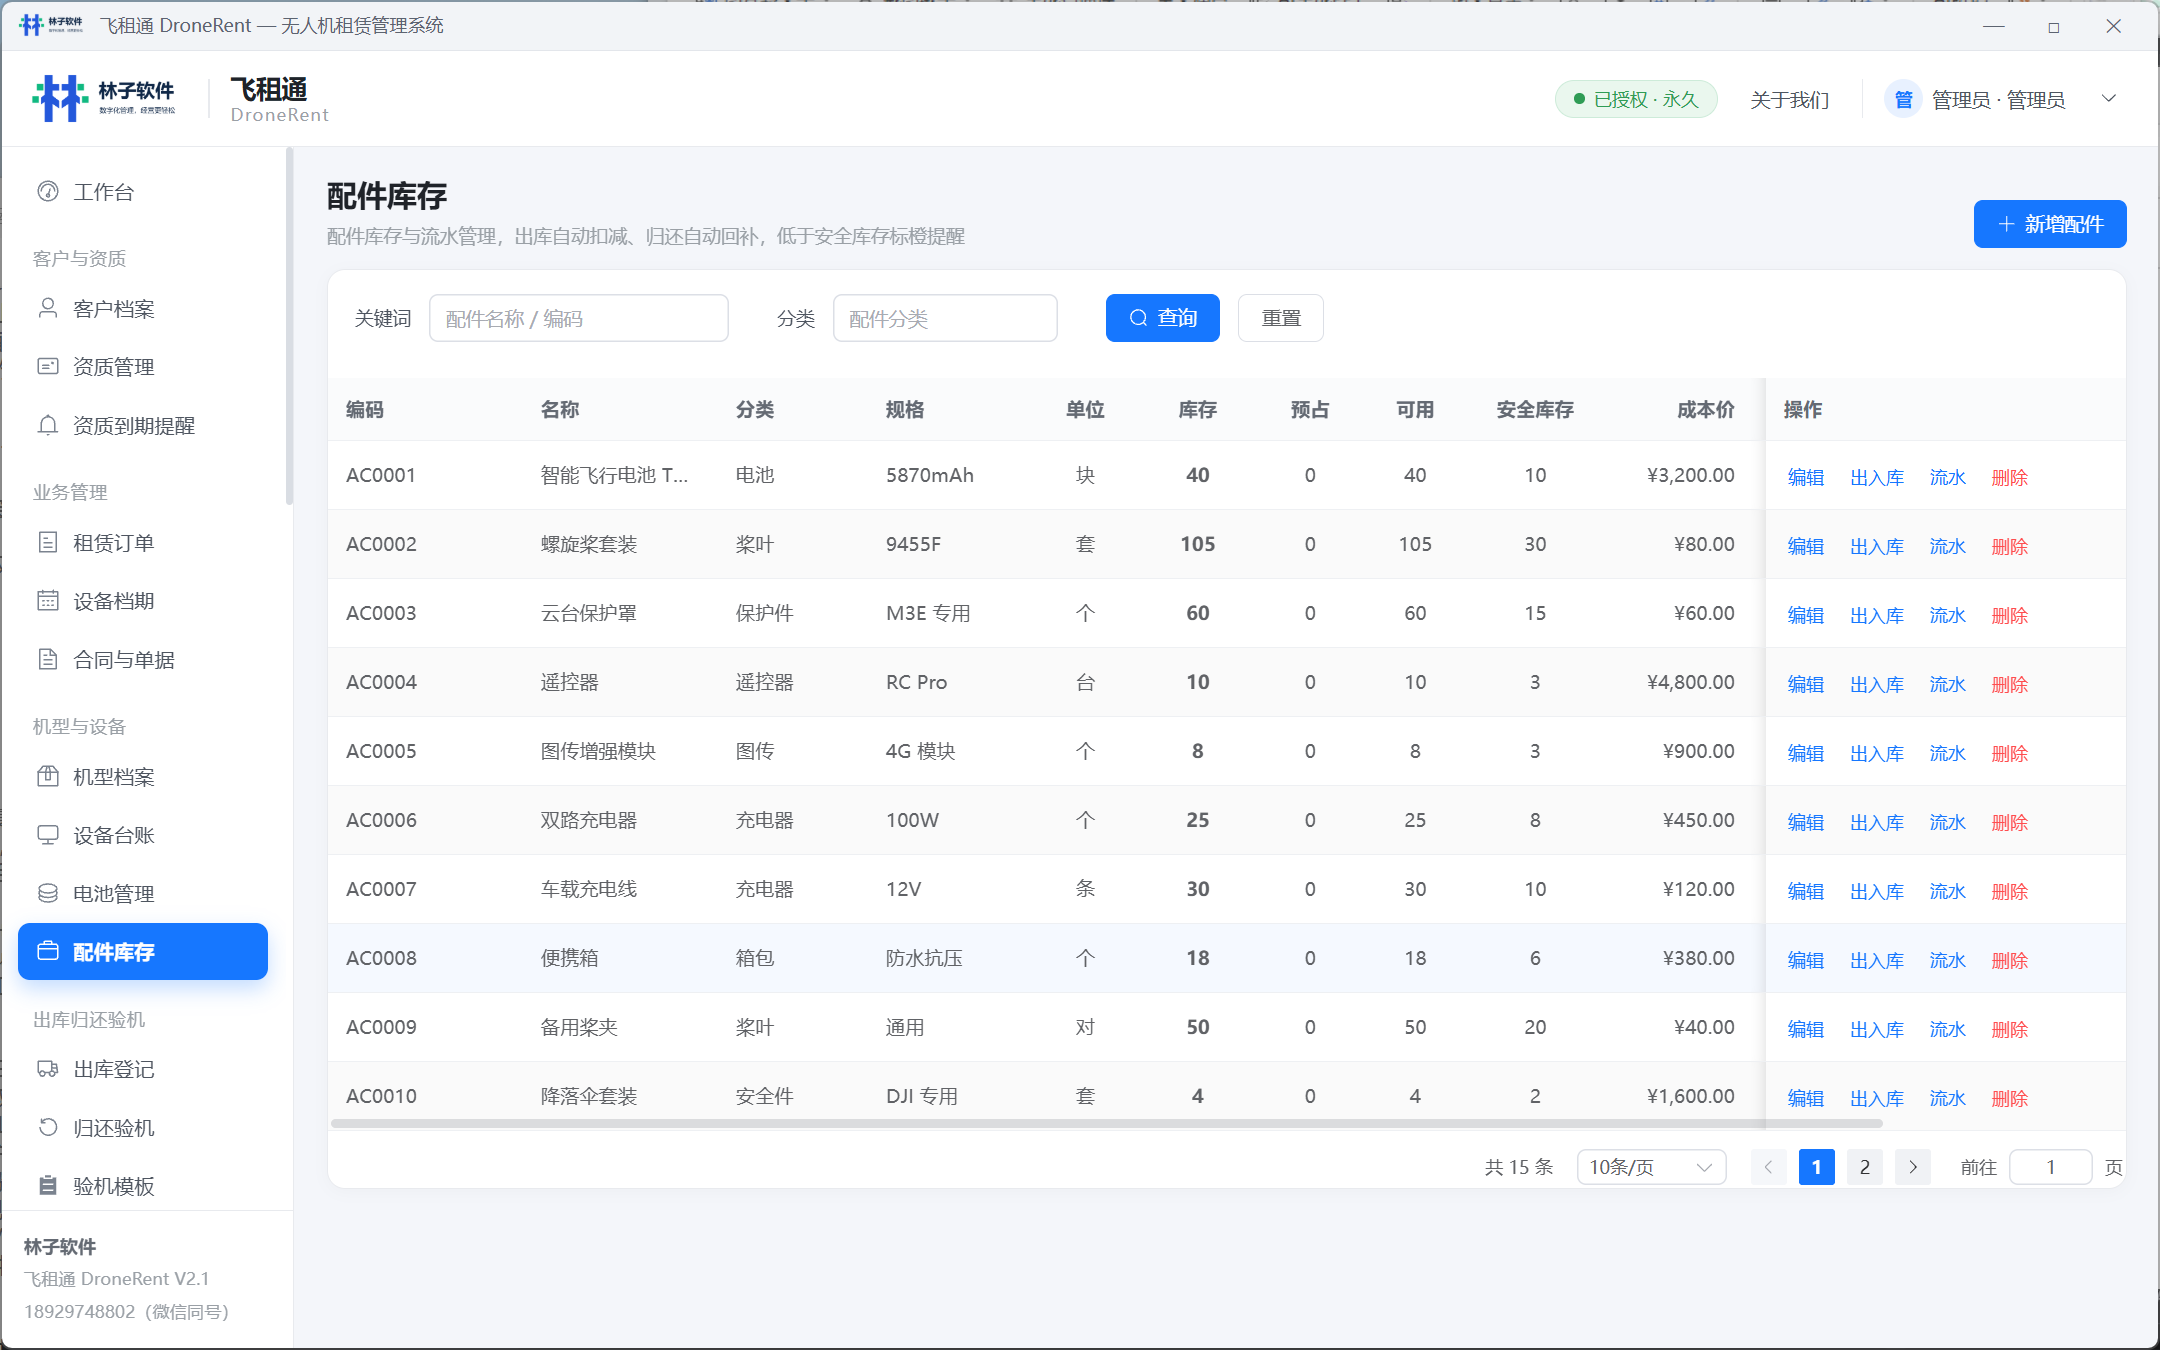 林子软件 飞租通 DroneRent — 无人机租赁管理系统
林子软件
数字化管理，经营更轻松
飞租通
DroneRent
已授权 · 永久
关于我们
管 管理员 · 管理员
工作台
客户与资质
客户档案
资质管理
资质到期提醒
业务管理
租赁订单
设备档期
合同与单据
机型与设备
机型档案
设备台账
电池管理
配件库存
出库归还验机
出库登记
归还验机
验机模板
林子软件
飞租通 DroneRent V2.1
18929748802（微信同号）
配件库存
配件库存与流水管理，出库自动扣减、归还自动回补，低于安全库存标橙提醒
新增配件
关键词 配件名称 / 编码 分类 配件分类 查询 重置
编码 名称 分类 规格 单位 库存 预占 可用 安全库存 成本价 操作
AC0001 智能飞行电池 T... 电池 5870mAh 块 40 0 40 10 ¥3,200.00 编辑 出入库 流水 删除
AC0002 螺旋桨套装 桨叶 9455F 套 105 0 105 30 ¥80.00 编辑 出入库 流水 删除
AC0003 云台保护罩 保护件 M3E 专用 个 60 0 60 15 ¥60.00 编辑 出入库 流水 删除
AC0004 遥控器 遥控器 RC Pro 台 10 0 10 3 ¥4,800.00 编辑 出入库 流水 删除
AC0005 图传增强模块 图传 4G 模块 个 8 0 8 3 ¥900.00 编辑 出入库 流水 删除
AC0006 双路充电器 充电器 100W 个 25 0 25 8 ¥450.00 编辑 出入库 流水 删除
AC0007 车载充电线 充电器 12V 条 30 0 30 10 ¥120.00 编辑 出入库 流水 删除
AC0008 便携箱 箱包 防水抗压 个 18 0 18 6 ¥380.00 编辑 出入库 流水 删除
AC0009 备用桨夹 桨叶 通用 对 50 0 50 20 ¥40.00 编辑 出入库 流水 删除
AC0010 降落伞套装 安全件 DJI 专用 套 4 0 4 2 ¥1,600.00 编辑 出入库 流水 删除
共 15 条 10条/页 1 2 前往 1 页